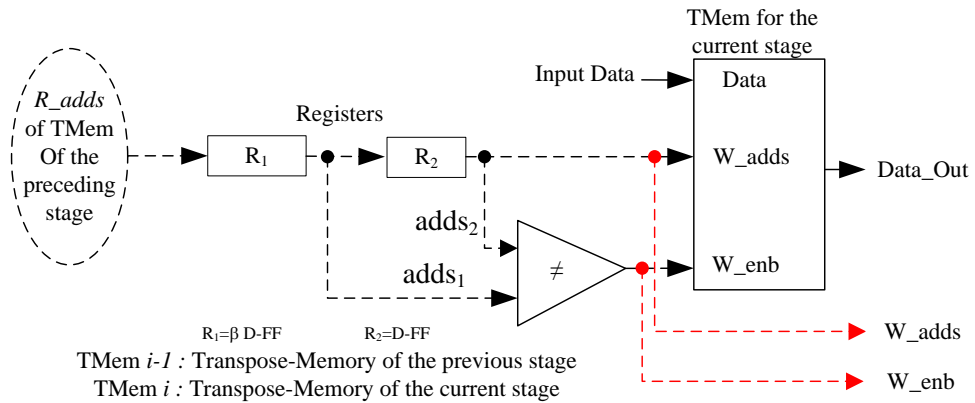 TMem for the
current stage
Input Data
Data
R_adds
of TMem
Of the
preceding
stage
Registers
R₁
R₂
W_adds
Data_Out
adds₂
≠
adds₁
W_enb
R₁=β D-FF
R₂=D-FF
W_adds
TMem i-1 : Transpose-Memory of the previous stage
TMem i : Transpose-Memory of the current stage
W_enb